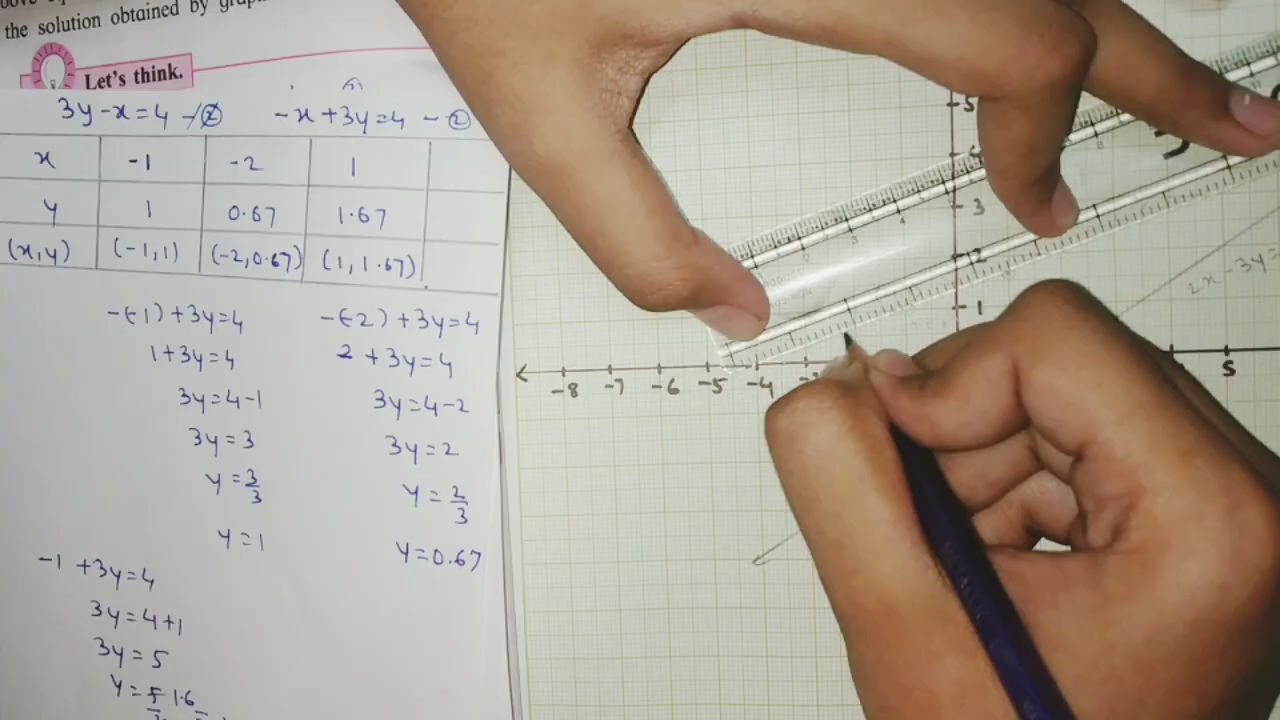 the solution obtained by
Let's think.
3y-x=4 -② -x+3y=4 -②
x -1 -2 1
y 1 0.67 1.67
(x,y) (-1,1) (-2,0.67) (1,1.67)
-(-1)+3y=4 -(-2)+3y=4
1+3y=4 2+3y=4
3y=4-1 3y=4-2
3y=3 3y=2
y=3/3 y=2/3
y=1 y=0.67
-1+3y=4
3y=4+1
3y=5
5
3
2
1
-8 -7 -6 -5 -4
5
2x-3y=